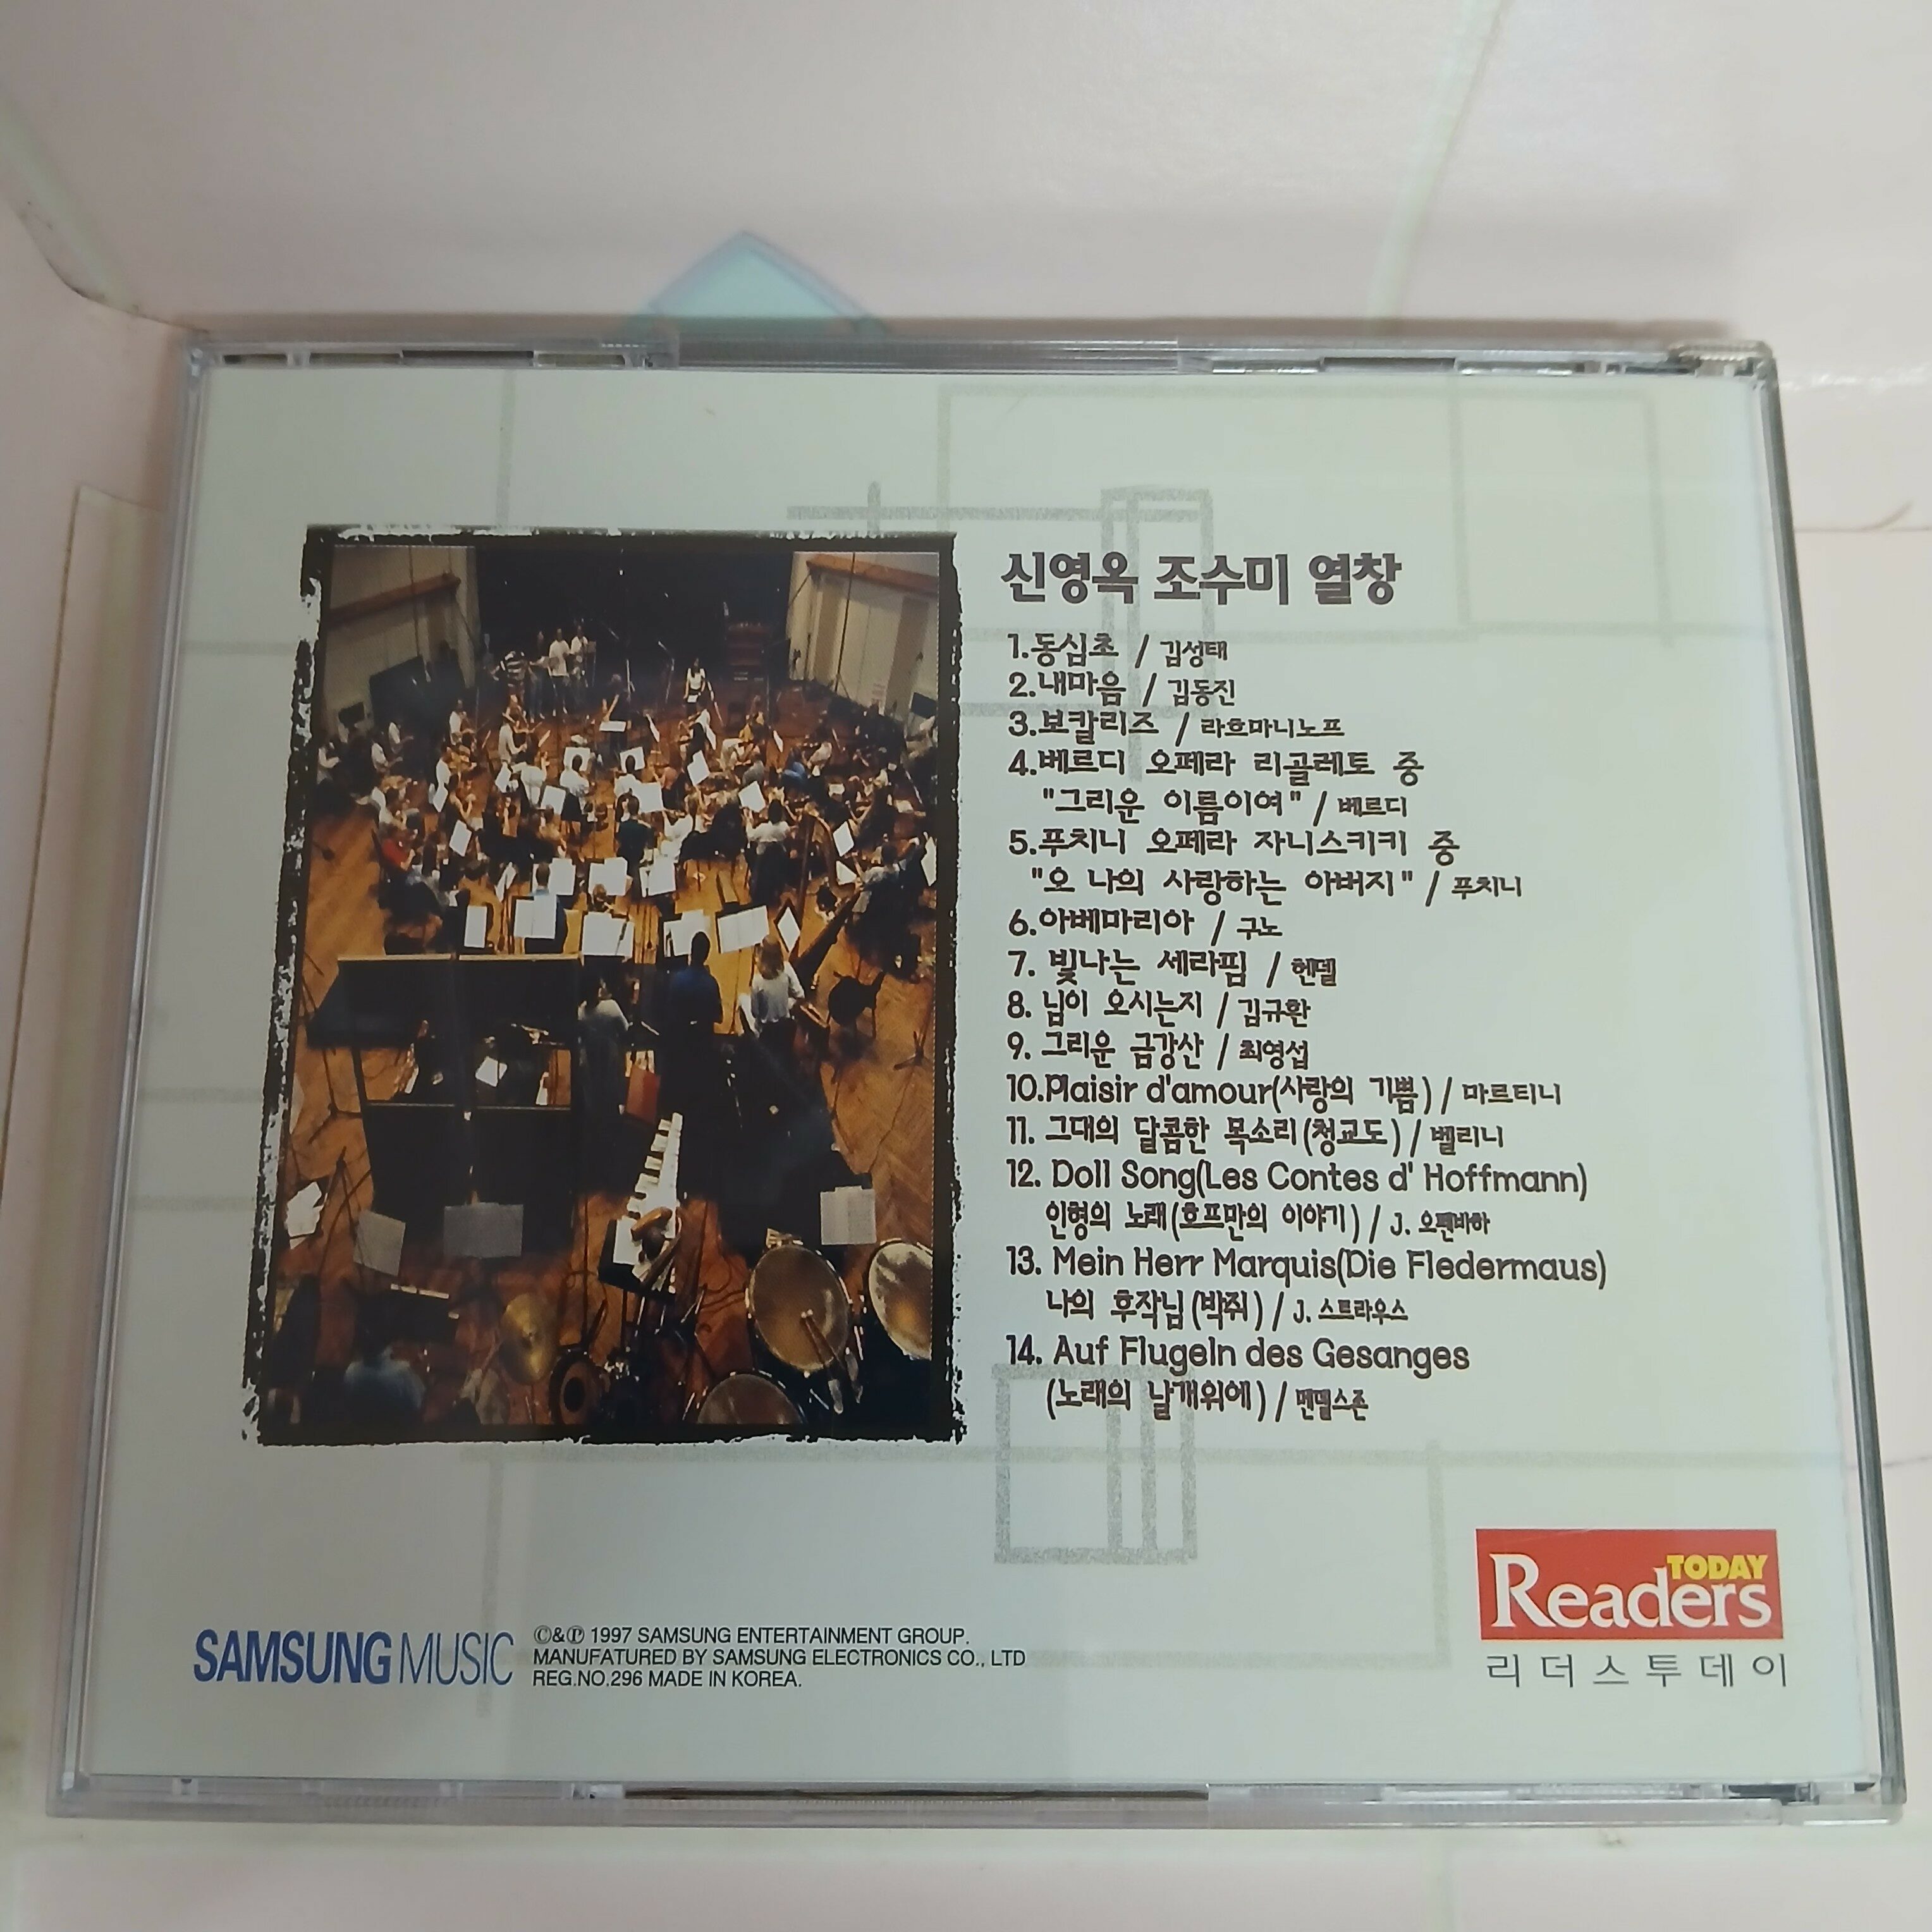 신영옥 조수미 열창
1.동심초 / 김성태
2.내마음 / 김동진
3.보칼리즈 / 라흐마니노프
4.베르디 오페라 리골레토 중
"그리운 이름이여" / 베르디
5.푸치니 오페라 자니스키키 중
"오 나의 사랑하는 아버지" / 푸치니
6.아베마리아 / 구노
7. 빛나는 세라핌 / 헨델
8. 님이 오시는지 / 김규환
9. 그리운 금강산 / 최영섭
10.Plaisir d'amour(사랑의 기쁨) / 마르티니
11. 그대의 달콤한 목소리(청교도) / 벨리니
12. Doll Song(Les Contes d' Hoffmann)
인형의 노래(호프만의 이야기) / J. 오펜바하
13. Mein Herr Marquis(Die Fledermaus)
나의 후작님(박쥐) / J. 스트라우스
14. Auf Flugeln des Gesanges
(노래의 날개위에) / 멘델스존
SAMSUNG MUSIC
©&℗ 1997 SAMSUNG ENTERTAINMENT GROUP.
MANUFATURED BY SAMSUNG ELECTRONICS CO., LTD
REG.NO.296 MADE IN KOREA.
TODAY
Readers
리더스투데이